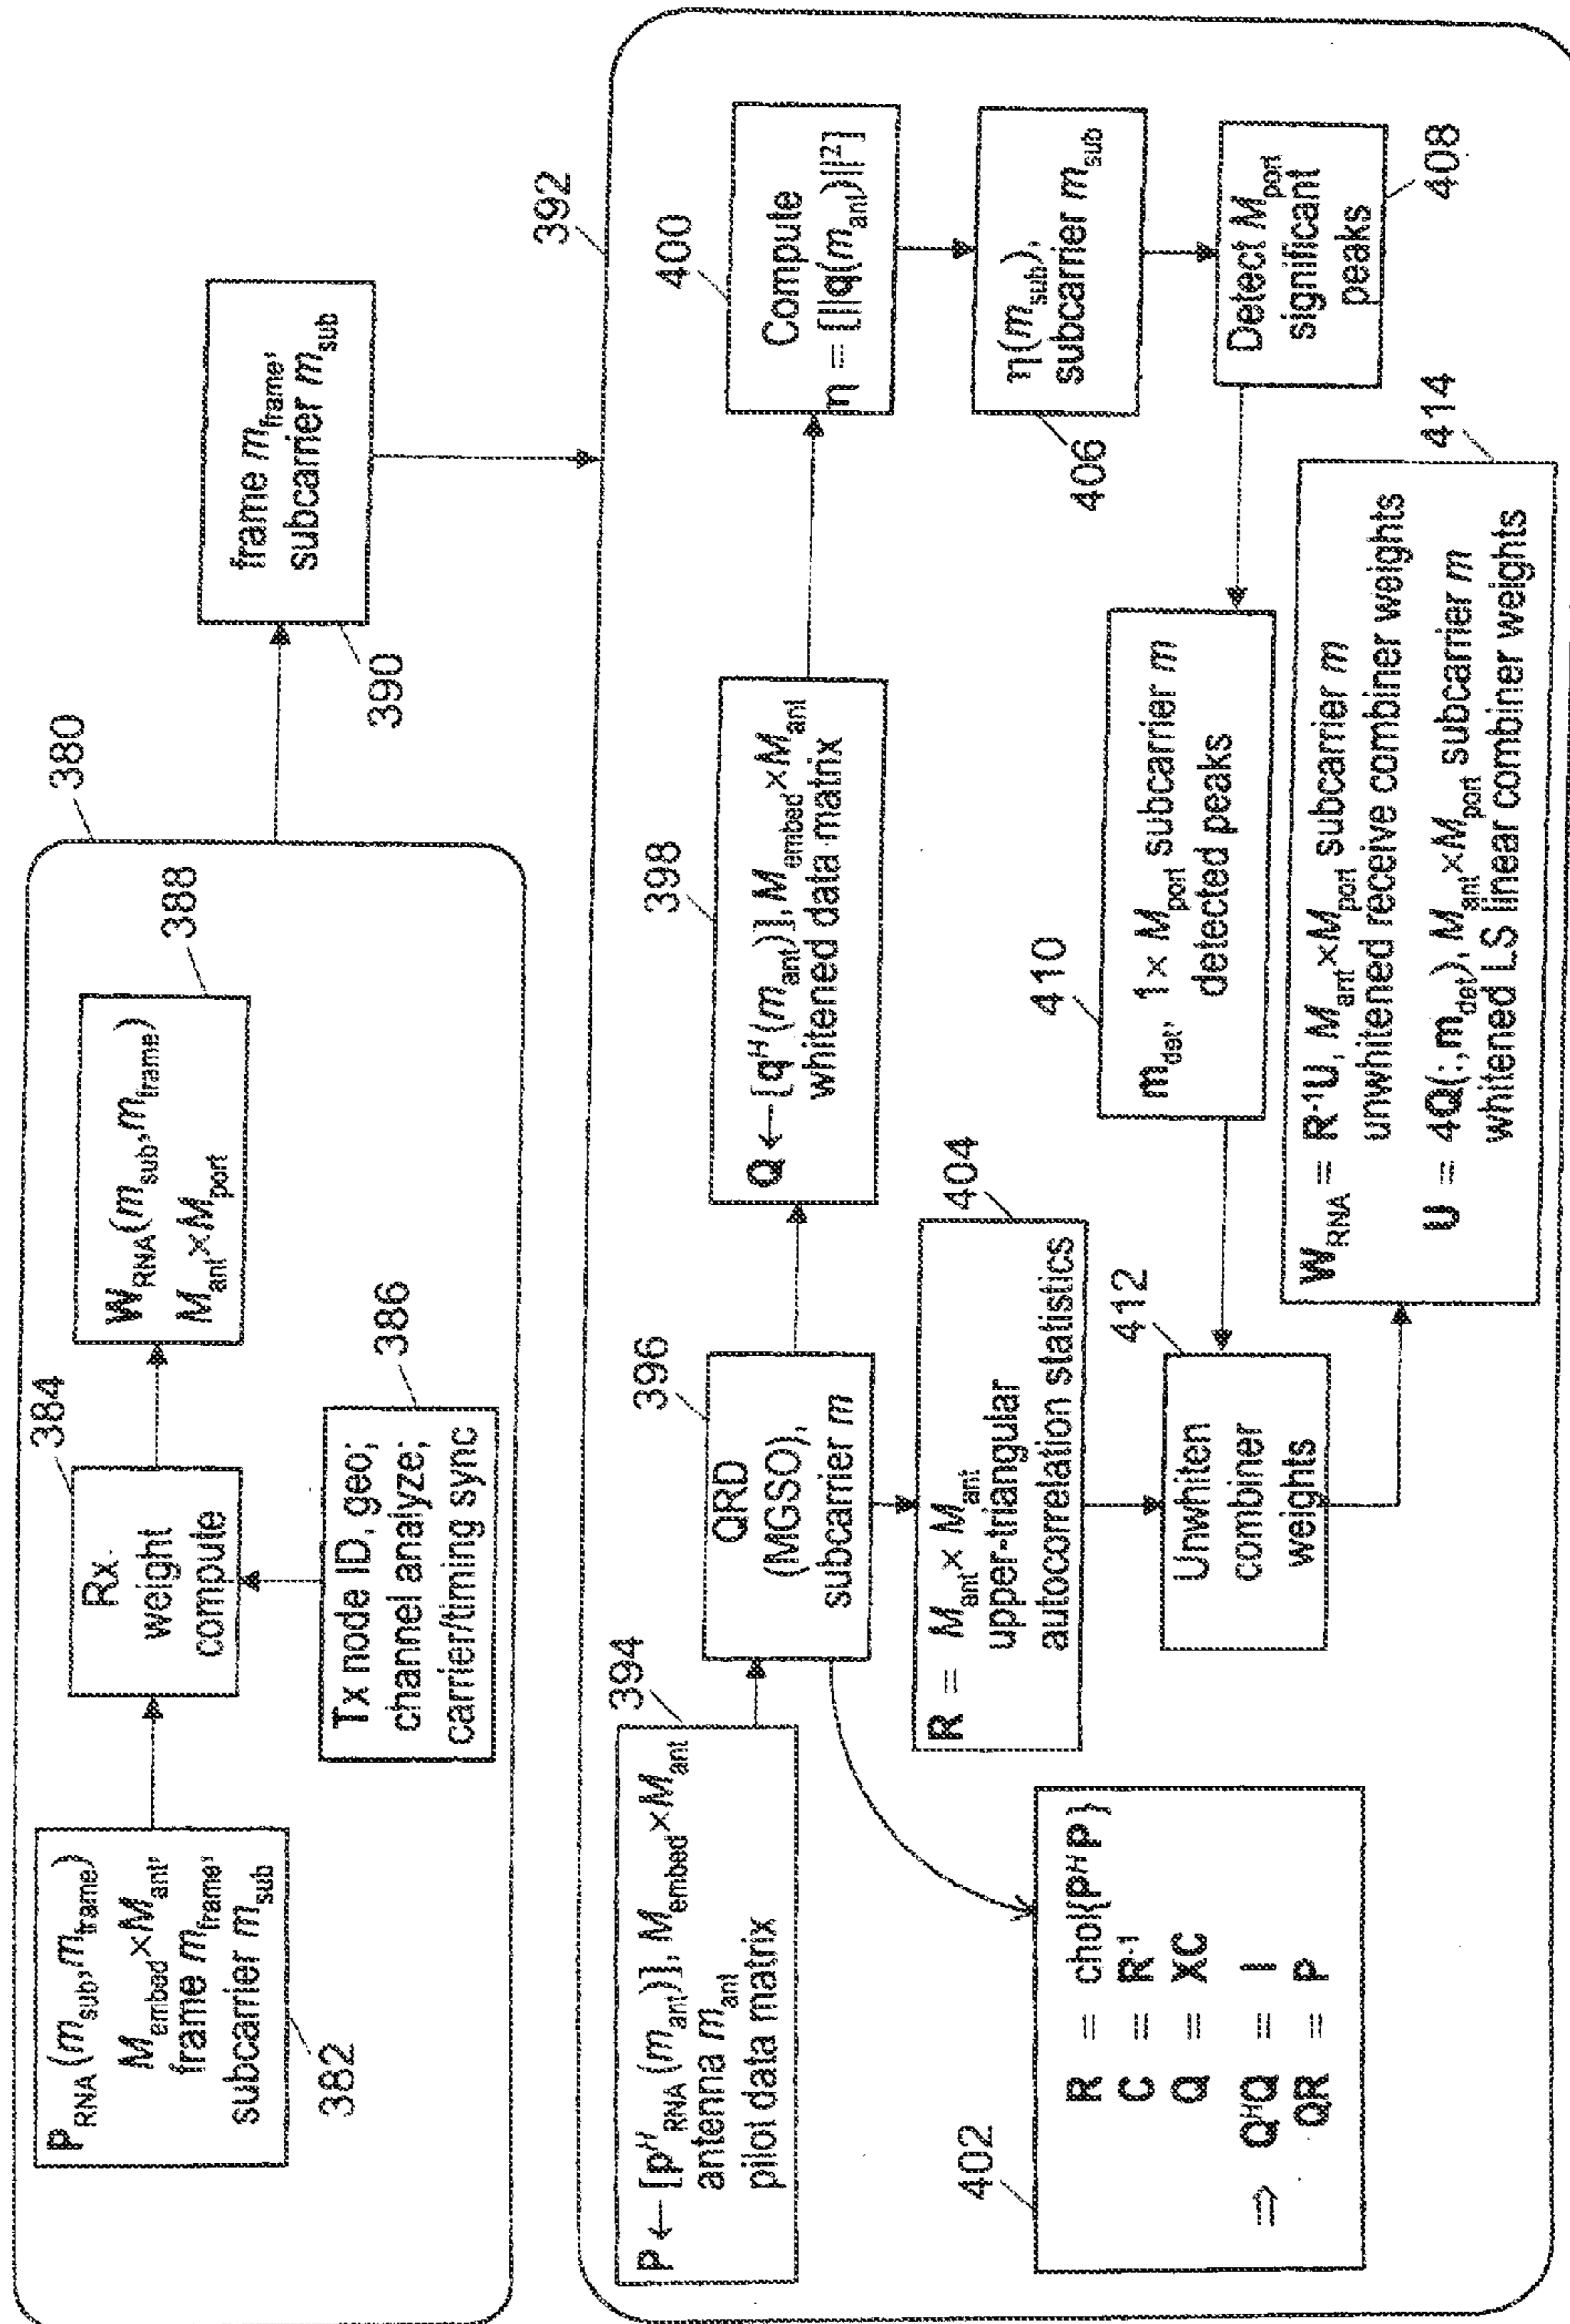 380
P_RNA (m_sub, m_frame)
M_embed×M_ant,
frame m_frame,
subcarrier m_sub
382
384
Rx
weight
compute
Tx node ID, geo;
channel analyze;
carrier/timing sync
386
W_RNA(m_sub, m_frame)
M_ant×M_port
388
frame m_frame,
subcarrier m_sub
390
392
P ← [p^H_RNA (m_ant)], M_embed×M_ant
antenna m_ant
pilot data matrix
394
QRD
(MGSO),
subcarrier m
396
Q ← [q^H (m_ant)], M_embed×M_ant
whitened data matrix
398
Compute
η = [||q(m_ant)||²]
400
402
R = chol{P^H P}
C = R^-1
Q = XC
⇒ Q^H Q = I
QR = P
R = M_ant × M_ant
upper-triangular
autocorrelation statistics
404
η(m_sub),
subcarrier m_sub
406
Detect M_port
significant
peaks
408
410
m_det, 1× M_port subcarrier m
detected peaks
412
Unwhiten
combiner
weights
414
W_RNA = R^-1 U, M_ant×M_port subcarrier m
unwhitened receive combiner weights
U = 4Q(:,m_det), M_ant×M_port subcarrier m
whitened LS linear combiner weights